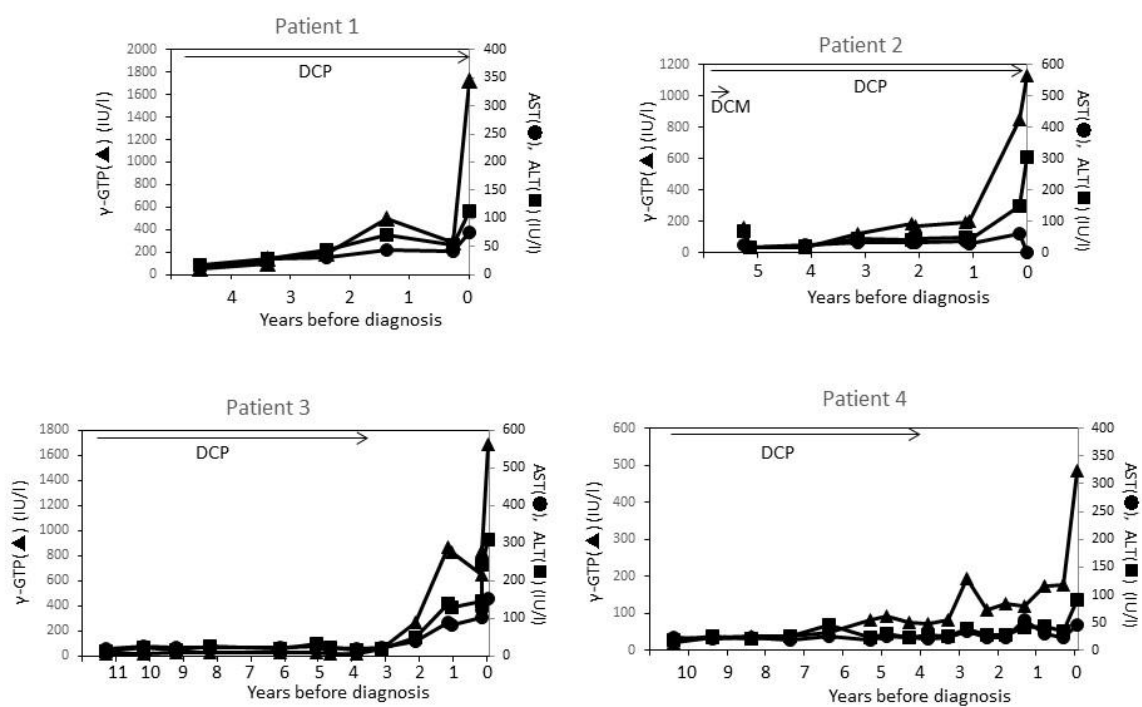 Patient 1
2000
1800
1600
1400
1200
1000
800
600
400
200
0
γ-GTP(▲) (IU/l)
DCP
400
350
300
250
200
150
100
50
0
AST(●), ALT(■) (IU/l)
4 3 2 1 0
Years before diagnosis
Patient 2
1200
1000
800
600
400
200
0
γ-GTP(▲) (IU/l)
DCP
DCM
600
500
400
300
200
100
0
AST(●), ALT(■) (IU/l)
5 4 3 2 1 0
Years before diagnosis
Patient 3
1800
1600
1400
1200
1000
800
600
400
200
0
γ-GTP(▲) (IU/l)
DCP
600
500
400
300
200
100
0
AST(●), ALT(■) (IU/l)
11 10 9 8 7 6 5 4 3 2 1 0
Years before diagnosis
Patient 4
600
500
400
300
200
100
0
γ-GTP(▲) (IU/l)
DCP
400
350
300
250
200
150
100
50
0
AST(●), ALT(■) (IU/l)
10 9 8 7 6 5 4 3 2 1 0
Years before diagnosis